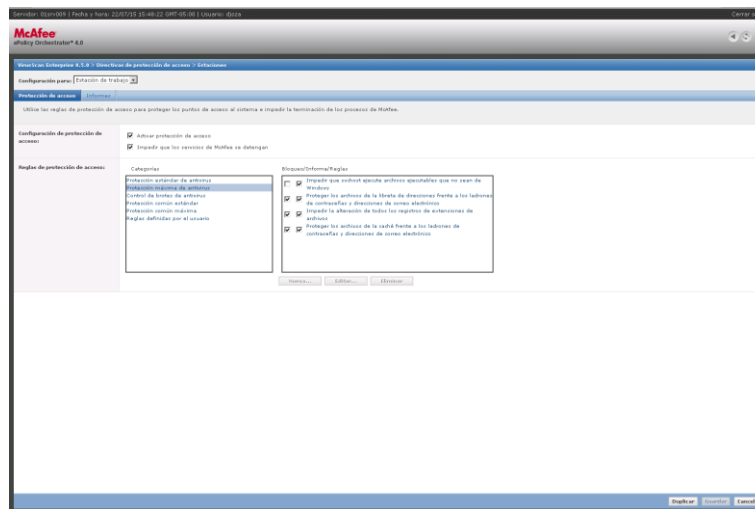 Servidor: 01srv009 | Fecha y hora: 22/07/15 15:48:22 GMT-05:00 | Usuario: djoza
Cerrar s
McAfee
ePolicy Orchestrator® 4.0
VirusScan Enterprise 8.5.0 > Directivas de protección de acceso > Estaciones
Configuración para: Estación de trabajo
Protección de acceso Informes
Utilice las reglas de protección de acceso para proteger los puntos de acceso al sistema e impedir la terminación de los procesos de McAfee.
Configuración de protección de acceso:
Activar protección de acceso
Impedir que los servicios de McAfee se detengan
Reglas de protección de acceso:
Categorías
Protección estándar de antivirus
Protección máxima de antivirus
Control de brotes de antivirus
Protección común estándar
Protección común máxima
Reglas definidas por el usuario
Bloqueo/Informe/Reglas
Impedir que svchost ejecute archivos ejecutables que no sean de
Windows
Proteger los archivos de la libreta de direcciones frente a los ladrones
de contraseñas y direcciones de correo electrónico
Impedir la alteración de todos los registros de extensiones de
archivos
Proteger los archivos de la caché frente a los ladrones de
contraseñas y direcciones de correo electrónico
Nueva... Editar... Eliminar
Duplicar Guardar Cancel